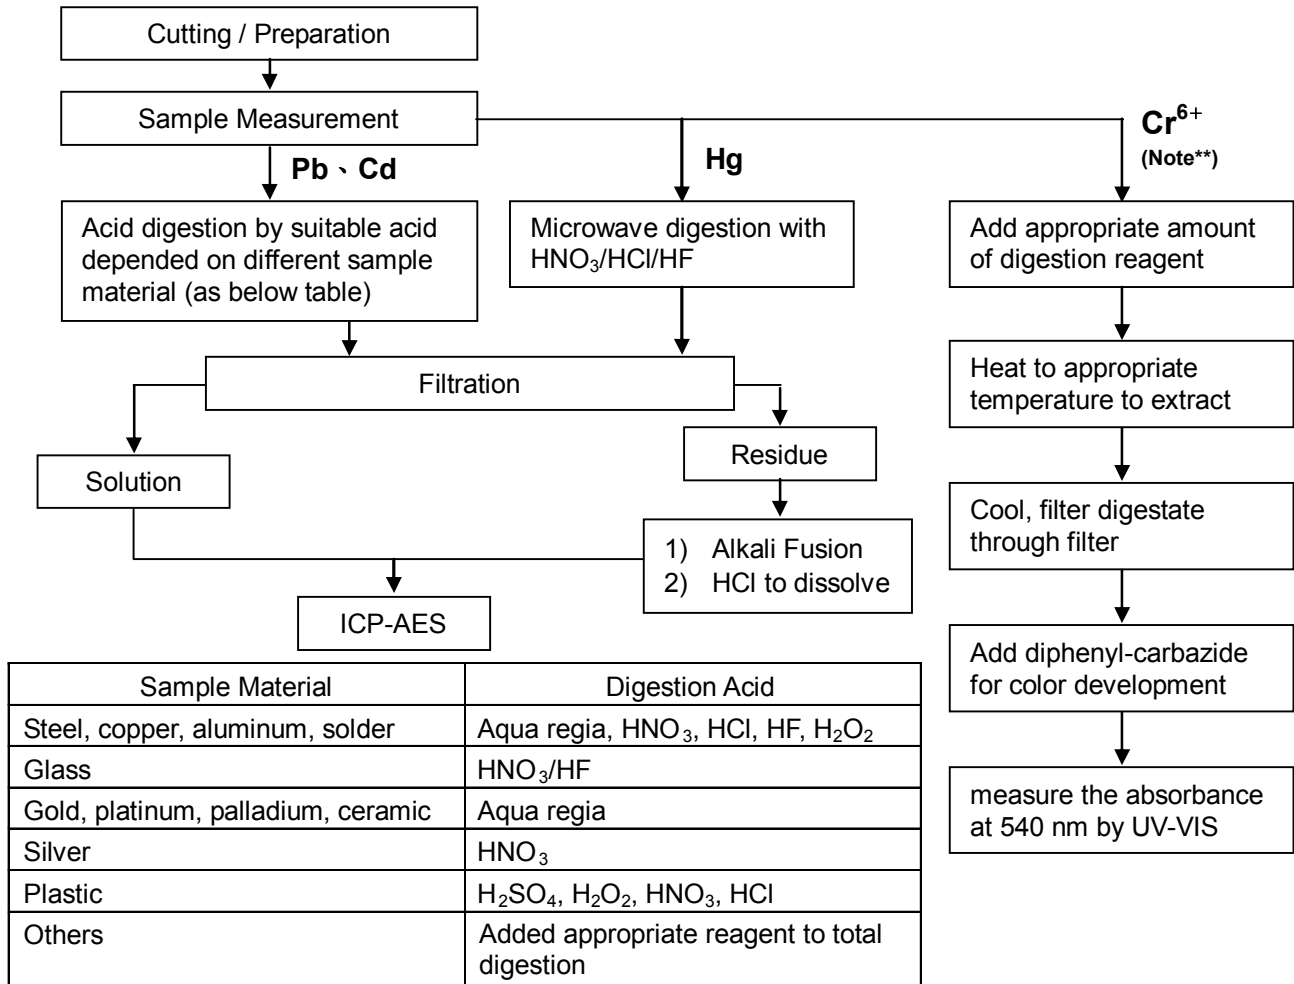 Cutting / Preparation
Sample Measurement
Pb、Cd
Hg
Cr⁶⁺
(Note**)
Acid digestion by suitable acid
depended on different sample
material (as below table)
Microwave digestion with
HNO₃/HCl/HF
Add appropriate amount
of digestion reagent
Filtration
Heat to appropriate
temperature to extract
Solution
Residue
Cool, filter digestate
through filter
1) Alkali Fusion
2) HCl to dissolve
ICP-AES
Add diphenyl-carbazide
for color development
measure the absorbance
at 540 nm by UV-VIS
Sample Material Digestion Acid
Steel, copper, aluminum, solder Aqua regia, HNO₃, HCl, HF, H₂O₂
Glass HNO₃/HF
Gold, platinum, palladium, ceramic Aqua regia
Silver HNO₃
Plastic H₂SO₄, H₂O₂, HNO₃, HCl
Others Added appropriate reagent to total
digestion